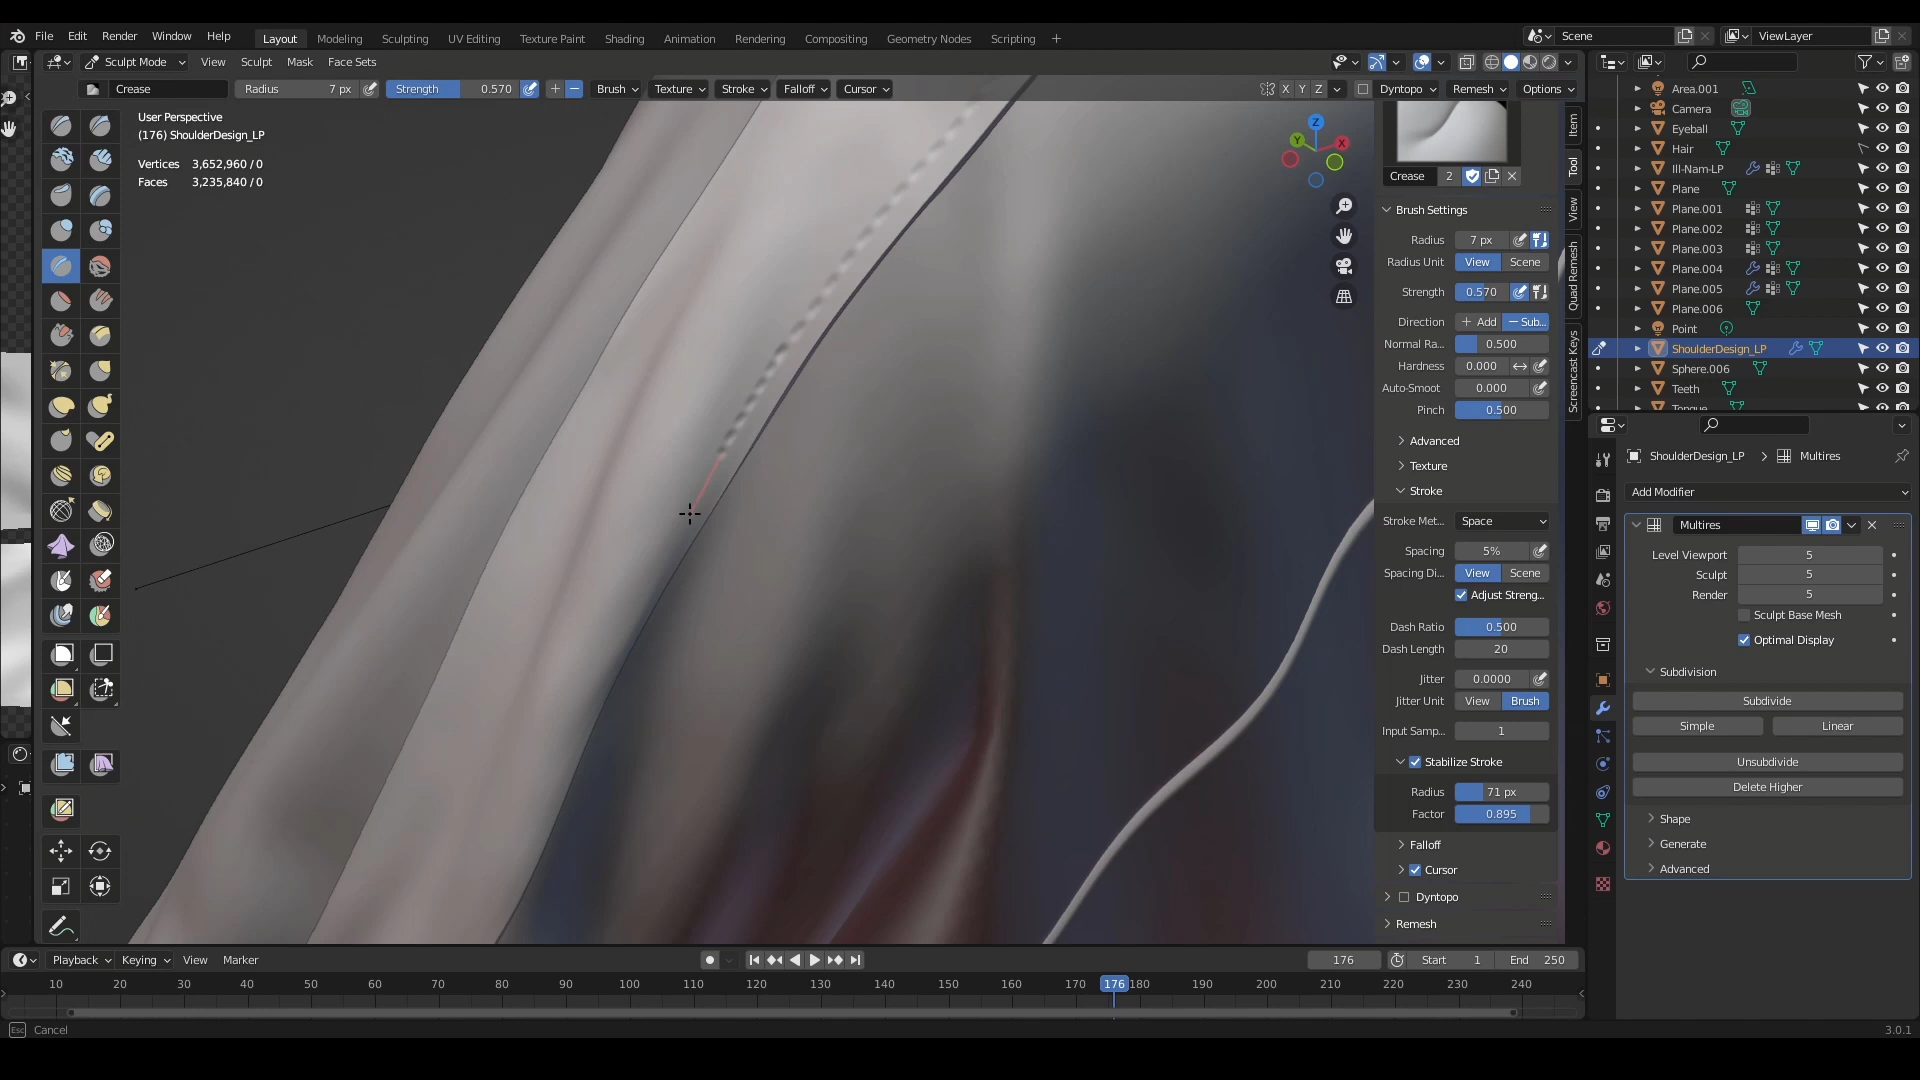 File Edit Render Window Help Layout Modeling Sculpting UV Editing Texture Paint Shading Animation Rendering Compositing Geometry Nodes Scripting + Scene ViewLayer
Sculpt Mode View Sculpt Mask Face Sets
Crease Radius 7 px Strength 0.570 Brush Texture Stroke Falloff Cursor X Y Z Dyntopo Remesh Options
User Perspective
(176) ShoulderDesign_LP
Vertices 3,652,960 / 0
Faces 3,235,840 / 0
Z
Y
X
Crease 2
Brush Settings
Radius 7 px
Radius Unit View Scene
Strength 0.570
Direction + Add − Sub...
Normal Ra... 0.500
Hardness 0.000
Auto-Smoot 0.000
Pinch 0.500
Advanced
Texture
Stroke
Stroke Met... Space
Spacing 5%
Spacing Di... View Scene
Adjust Streng...
Dash Ratio 0.500
Dash Length 20
Jitter 0.0000
Jitter Unit View Brush
Input Samp... 1
Stabilize Stroke
Radius 71 px
Factor 0.895
Falloff
Cursor
Dyntopo
Remesh
Item
Tool
View
Quad Remesh
Screencast Keys
Area.001
Camera
Eyeball
Hair
Ill-Nam-LP
Plane
Plane.001
Plane.002
Plane.003
Plane.004
Plane.005
Plane.006
Point
ShoulderDesign_LP
Sphere.006
Teeth
Tongue
ShoulderDesign_LP > Multires
Add Modifier
Multires
Level Viewport 5
Sculpt 5
Render 5
Sculpt Base Mesh
Optimal Display
Subdivision
Subdivide
Simple Linear
Unsubdivide
Delete Higher
Shape
Generate
Advanced
Playback Keying View Marker 176 Start 1 End 250
10 20 30 40 50 60 70 80 90 100 110 120 130 140 150 160 170 176 180 190 200 210 220 230 240
Esc Cancel 3.0.1